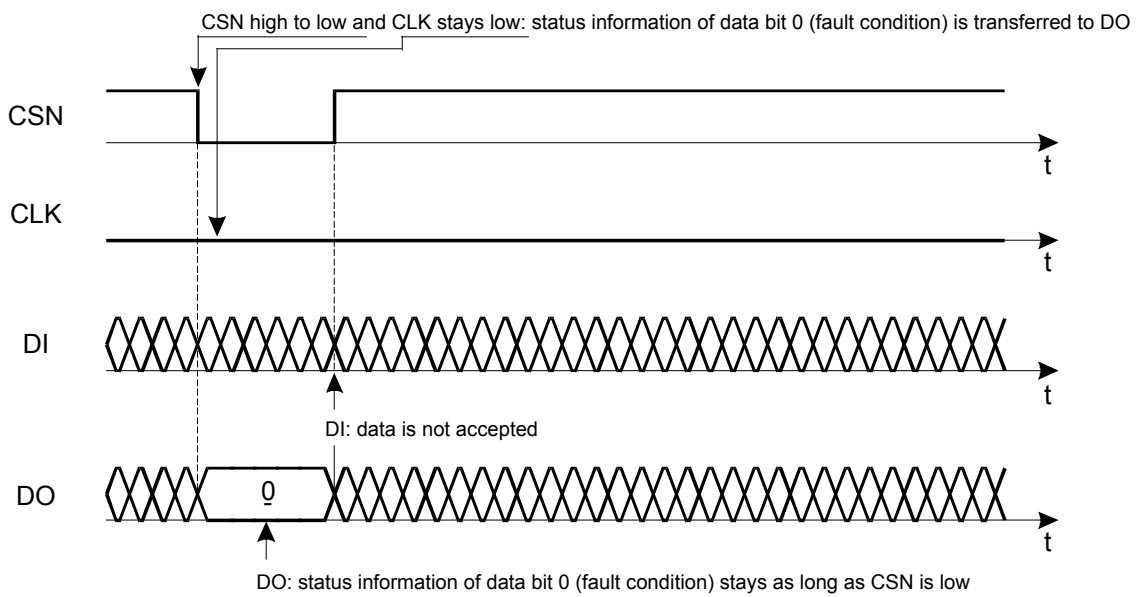 CSN high to low and CLK stays low: status information of data bit 0 (fault condition) is transferred to DO
CSN
t
CLK
t
DI
t
DI: data is not accepted
DO
0
t
DO: status information of data bit 0 (fault condition) stays as long as CSN is low